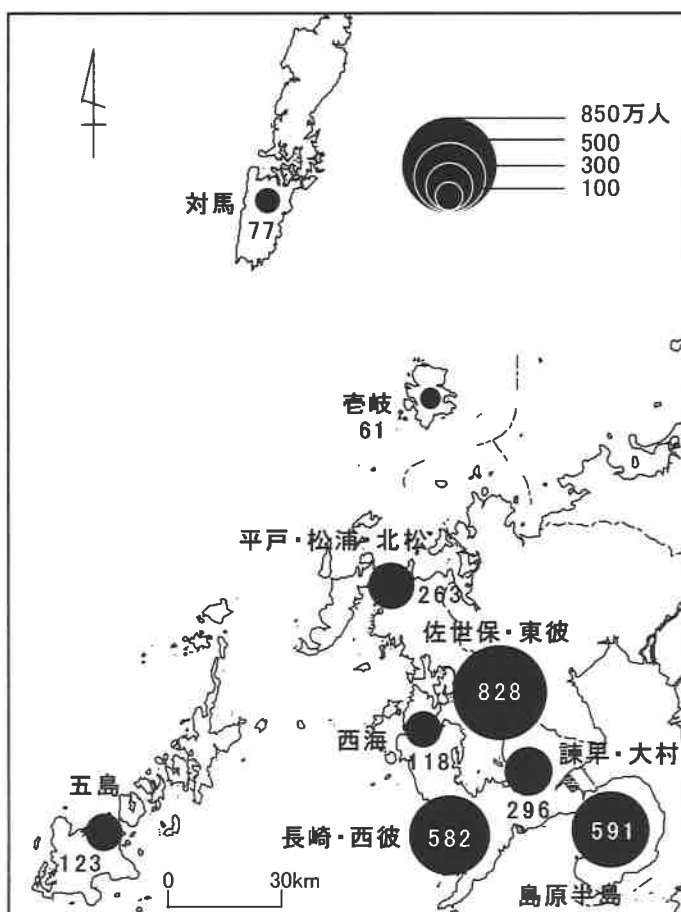 850万人
500
300
100
対馬
77
壱岐
61
平戸・松浦・北松
263
佐世保・東彼
828
西海
118
諫早・大村
296
五島
123
長崎・西彼
582
591
島原半島
0 30km